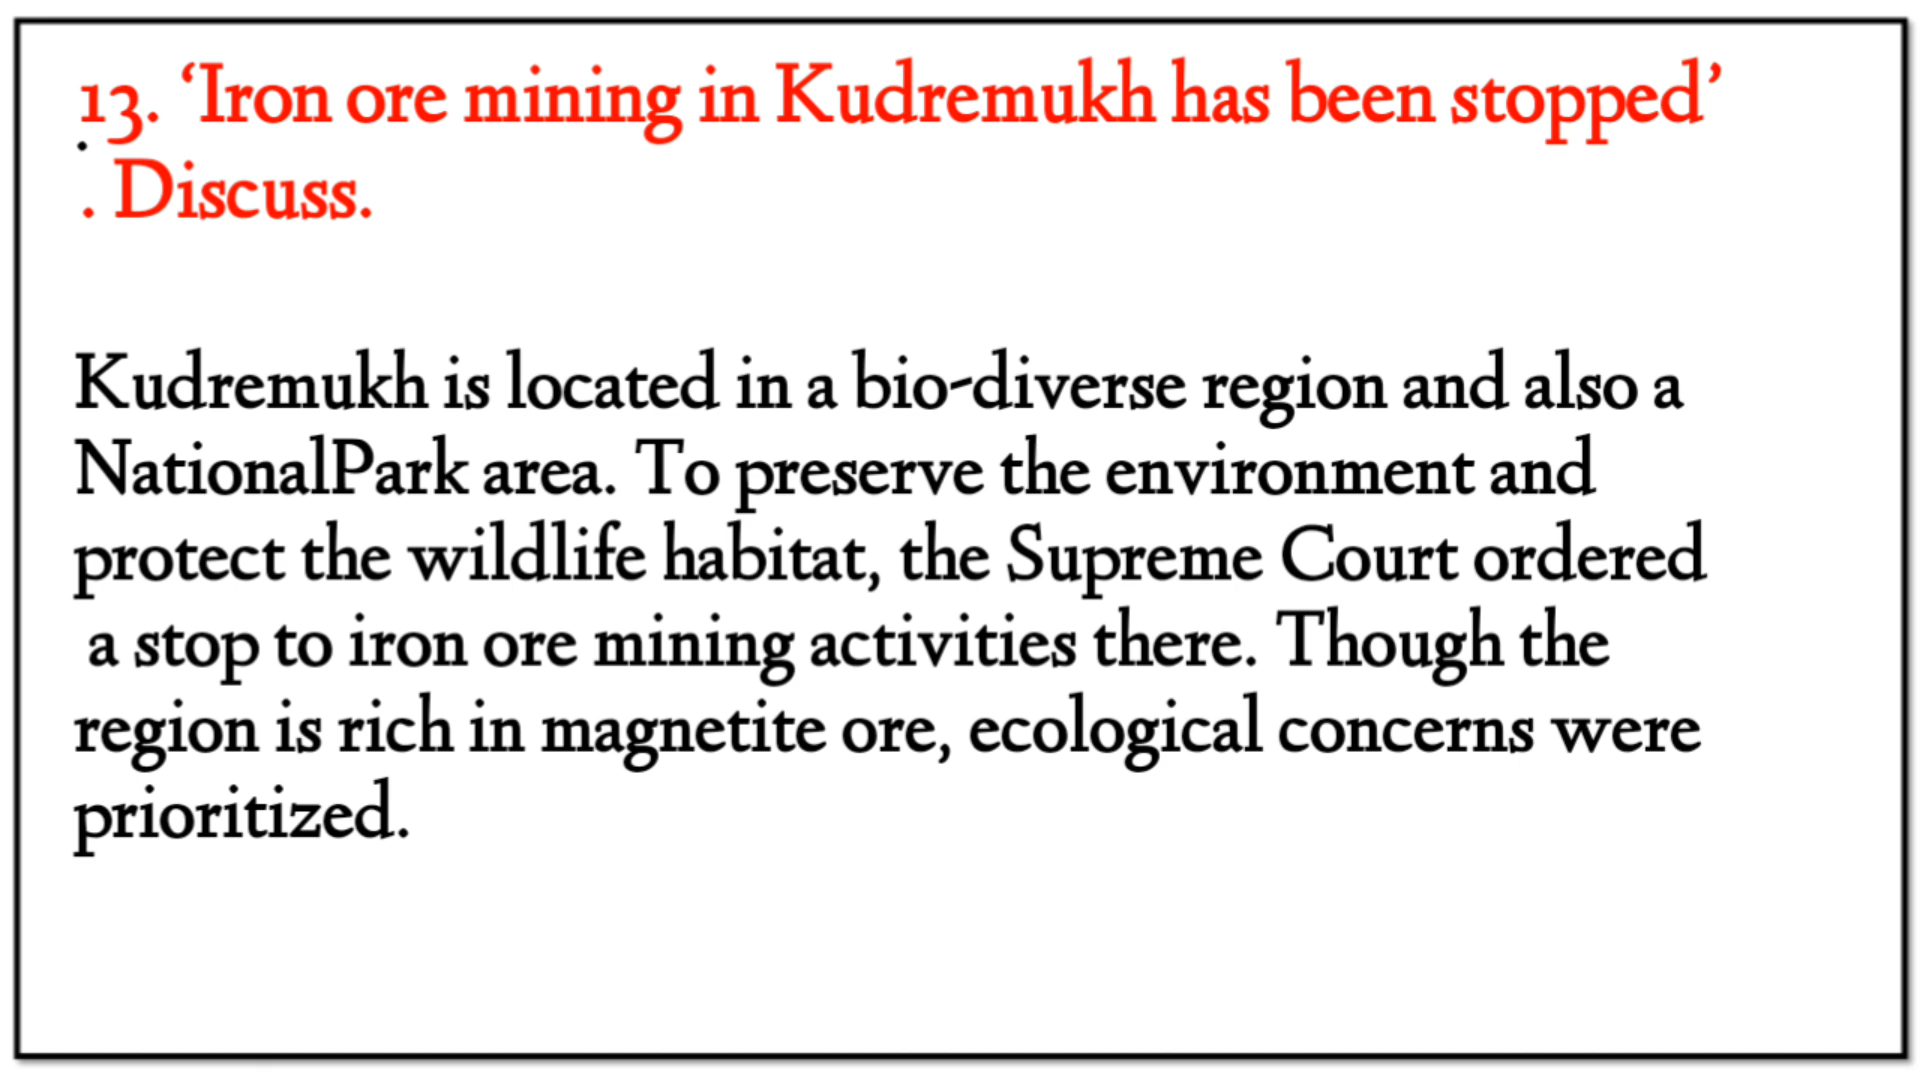 13. ‘Iron ore mining in Kudremukh has been stopped’
. Discuss.
Kudremukh is located in a bio-diverse region and also a
NationalPark area. To preserve the environment and
protect the wildlife habitat, the Supreme Court ordered
a stop to iron ore mining activities there. Though the
region is rich in magnetite ore, ecological concerns were
prioritized.